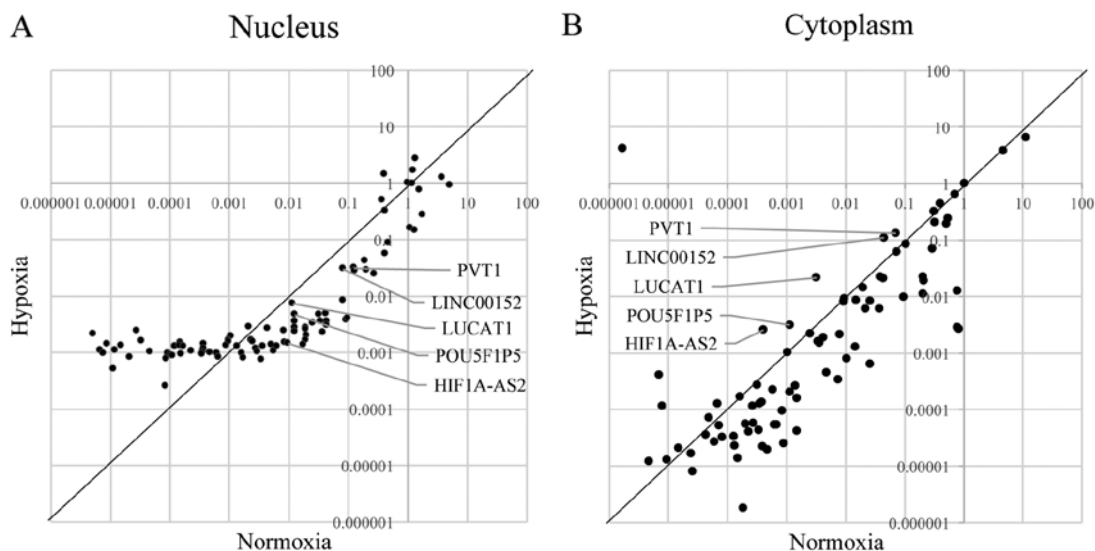 A
Nucleus
100
10
1
0.000001 0.00001 0.0001 0.001 0.01 0.1 1 10 100
0.1
0.01
0.001
0.0001
0.00001
0.000001
PVT1
LINC00152
LUCAT1
POU5F1P5
HIF1A-AS2
Hypoxia
Normoxia
B
Cytoplasm
100
10
1
0.000001 0.00001 0.0001 0.001 0.01 0.1 1 10 100
0.1
0.01
0.001
0.0001
0.00001
0.000001
PVT1
LINC00152
LUCAT1
POU5F1P5
HIF1A-AS2
Hypoxia
Normoxia